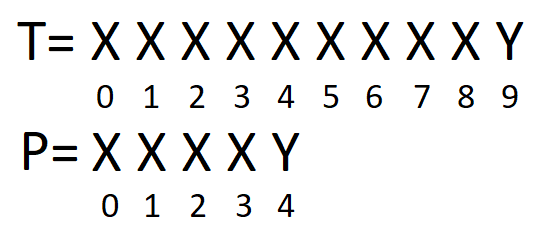 T= X X X X X X X X X Y
0 1 2 3 4 5 6 7 8 9
P= X X X X Y
0 1 2 3 4